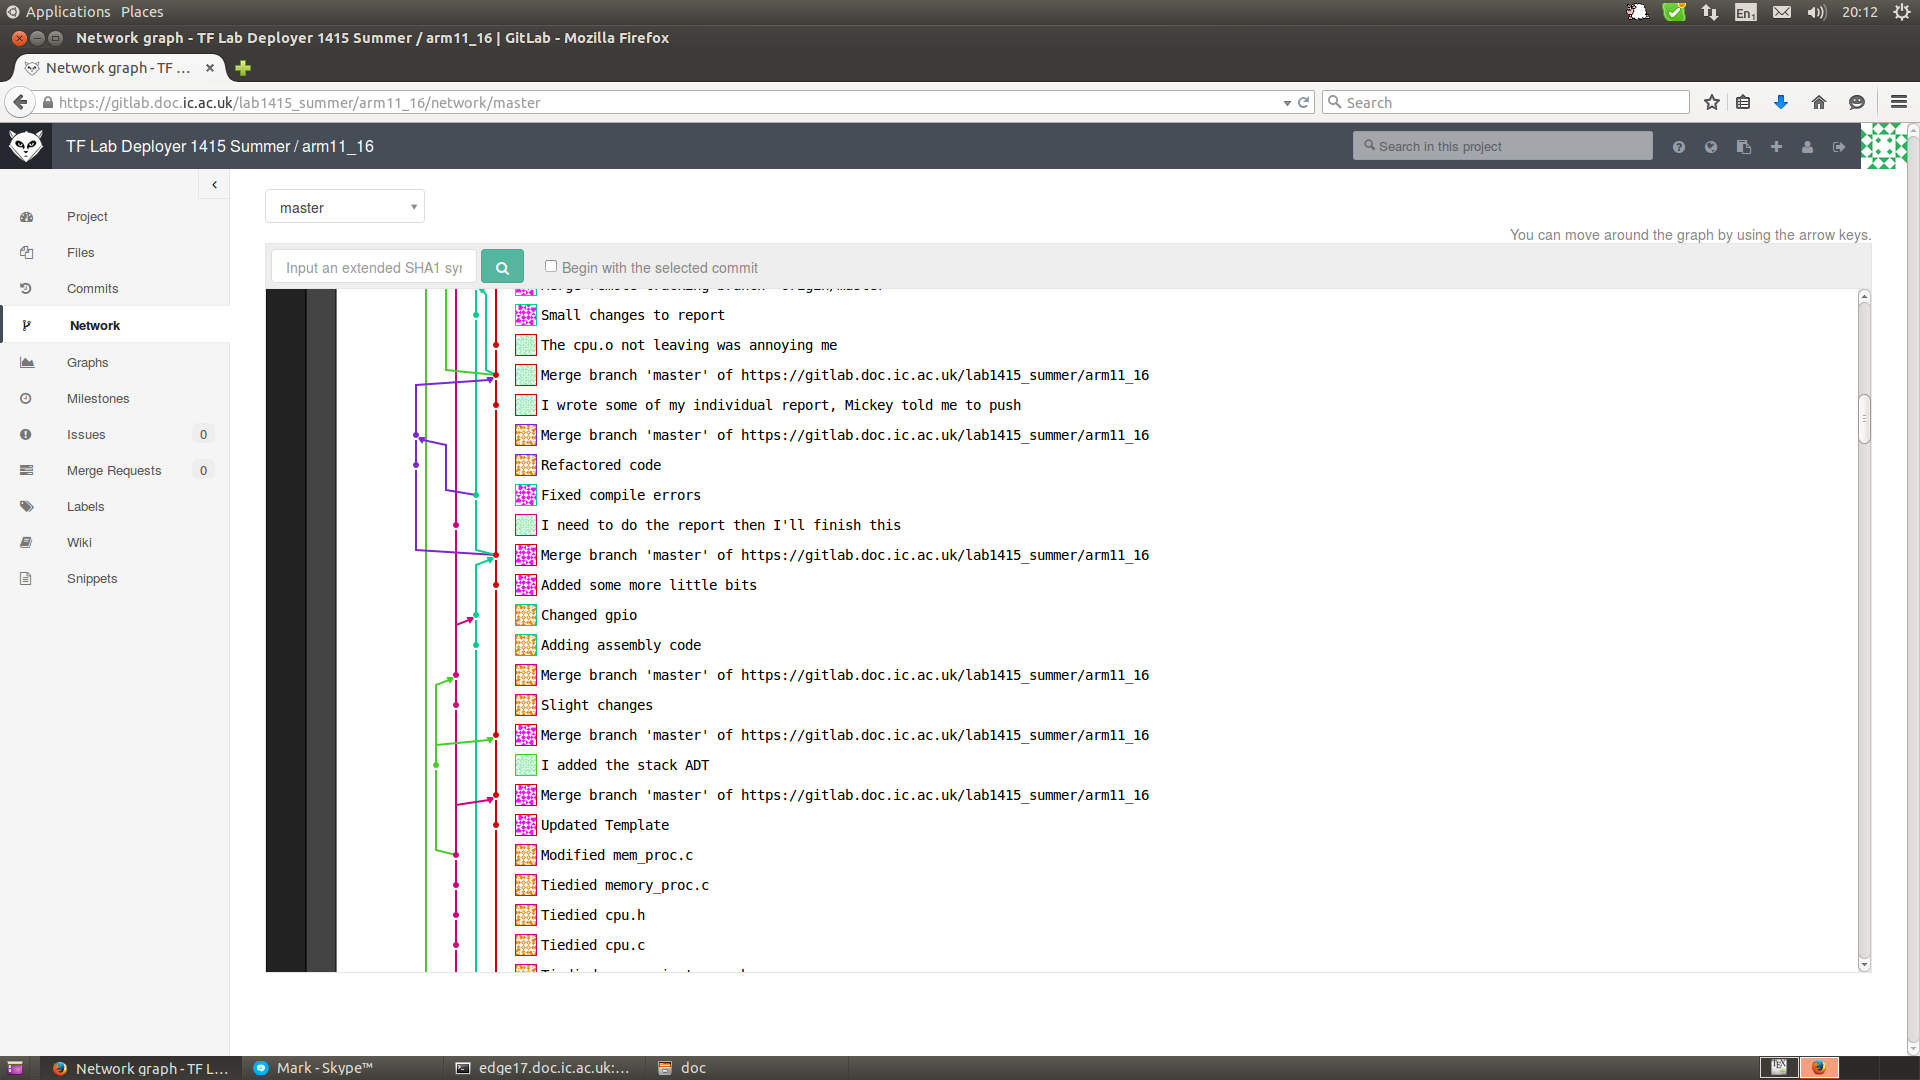 Applications Places
En1 20:12
Network graph - TF Lab Deployer 1415 Summer / arm11_16 | GitLab - Mozilla Firefox
Network graph - TF ...
https://gitlab.doc.ic.ac.uk/lab1415_summer/arm11_16/network/master
Search
TF Lab Deployer 1415 Summer / arm11_16
Search in this project
Project
Files
Commits
Network
Graphs
Milestones
Issues 0
Merge Requests 0
Labels
Wiki
Snippets
master
You can move around the graph by using the arrow keys.
Input an extended SHA1 syn
Begin with the selected commit
Merge remote-tracking branch 'origin/master'
Small changes to report
The cpu.o not leaving was annoying me
Merge branch 'master' of https://gitlab.doc.ic.ac.uk/lab1415_summer/arm11_16
I wrote some of my individual report, Mickey told me to push
Merge branch 'master' of https://gitlab.doc.ic.ac.uk/lab1415_summer/arm11_16
Refactored code
Fixed compile errors
I need to do the report then I'll finish this
Merge branch 'master' of https://gitlab.doc.ic.ac.uk/lab1415_summer/arm11_16
Added some more little bits
Changed gpio
Adding assembly code
Merge branch 'master' of https://gitlab.doc.ic.ac.uk/lab1415_summer/arm11_16
Slight changes
Merge branch 'master' of https://gitlab.doc.ic.ac.uk/lab1415_summer/arm11_16
I added the stack ADT
Merge branch 'master' of https://gitlab.doc.ic.ac.uk/lab1415_summer/arm11_16
Updated Template
Modified mem_proc.c
Tiedied memory_proc.c
Tiedied cpu.h
Tiedied cpu.c
Tiedied
Network graph - TF L...
Mark - Skype™
edge17.doc.ic.ac.uk:...
doc